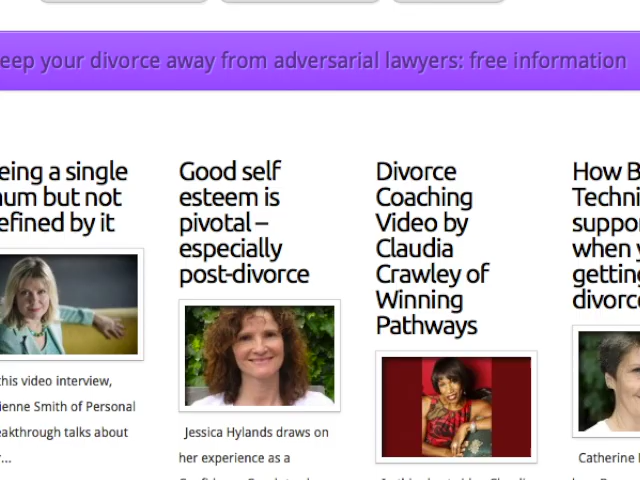 eep your divorce away from adversarial lawyers: free information
eing a single
um but not
efined by it
this video interview,
ienne Smith of Personal
eakthrough talks about
Good self
esteem is
pivotal –
especially
post-divorce
Jessica Hylands draws on
her experience as a
Divorce
Coaching
Video by
Claudia
Crawley of
Winning
Pathways
How B
Techni
suppo
when y
getting
divorce
Catherine